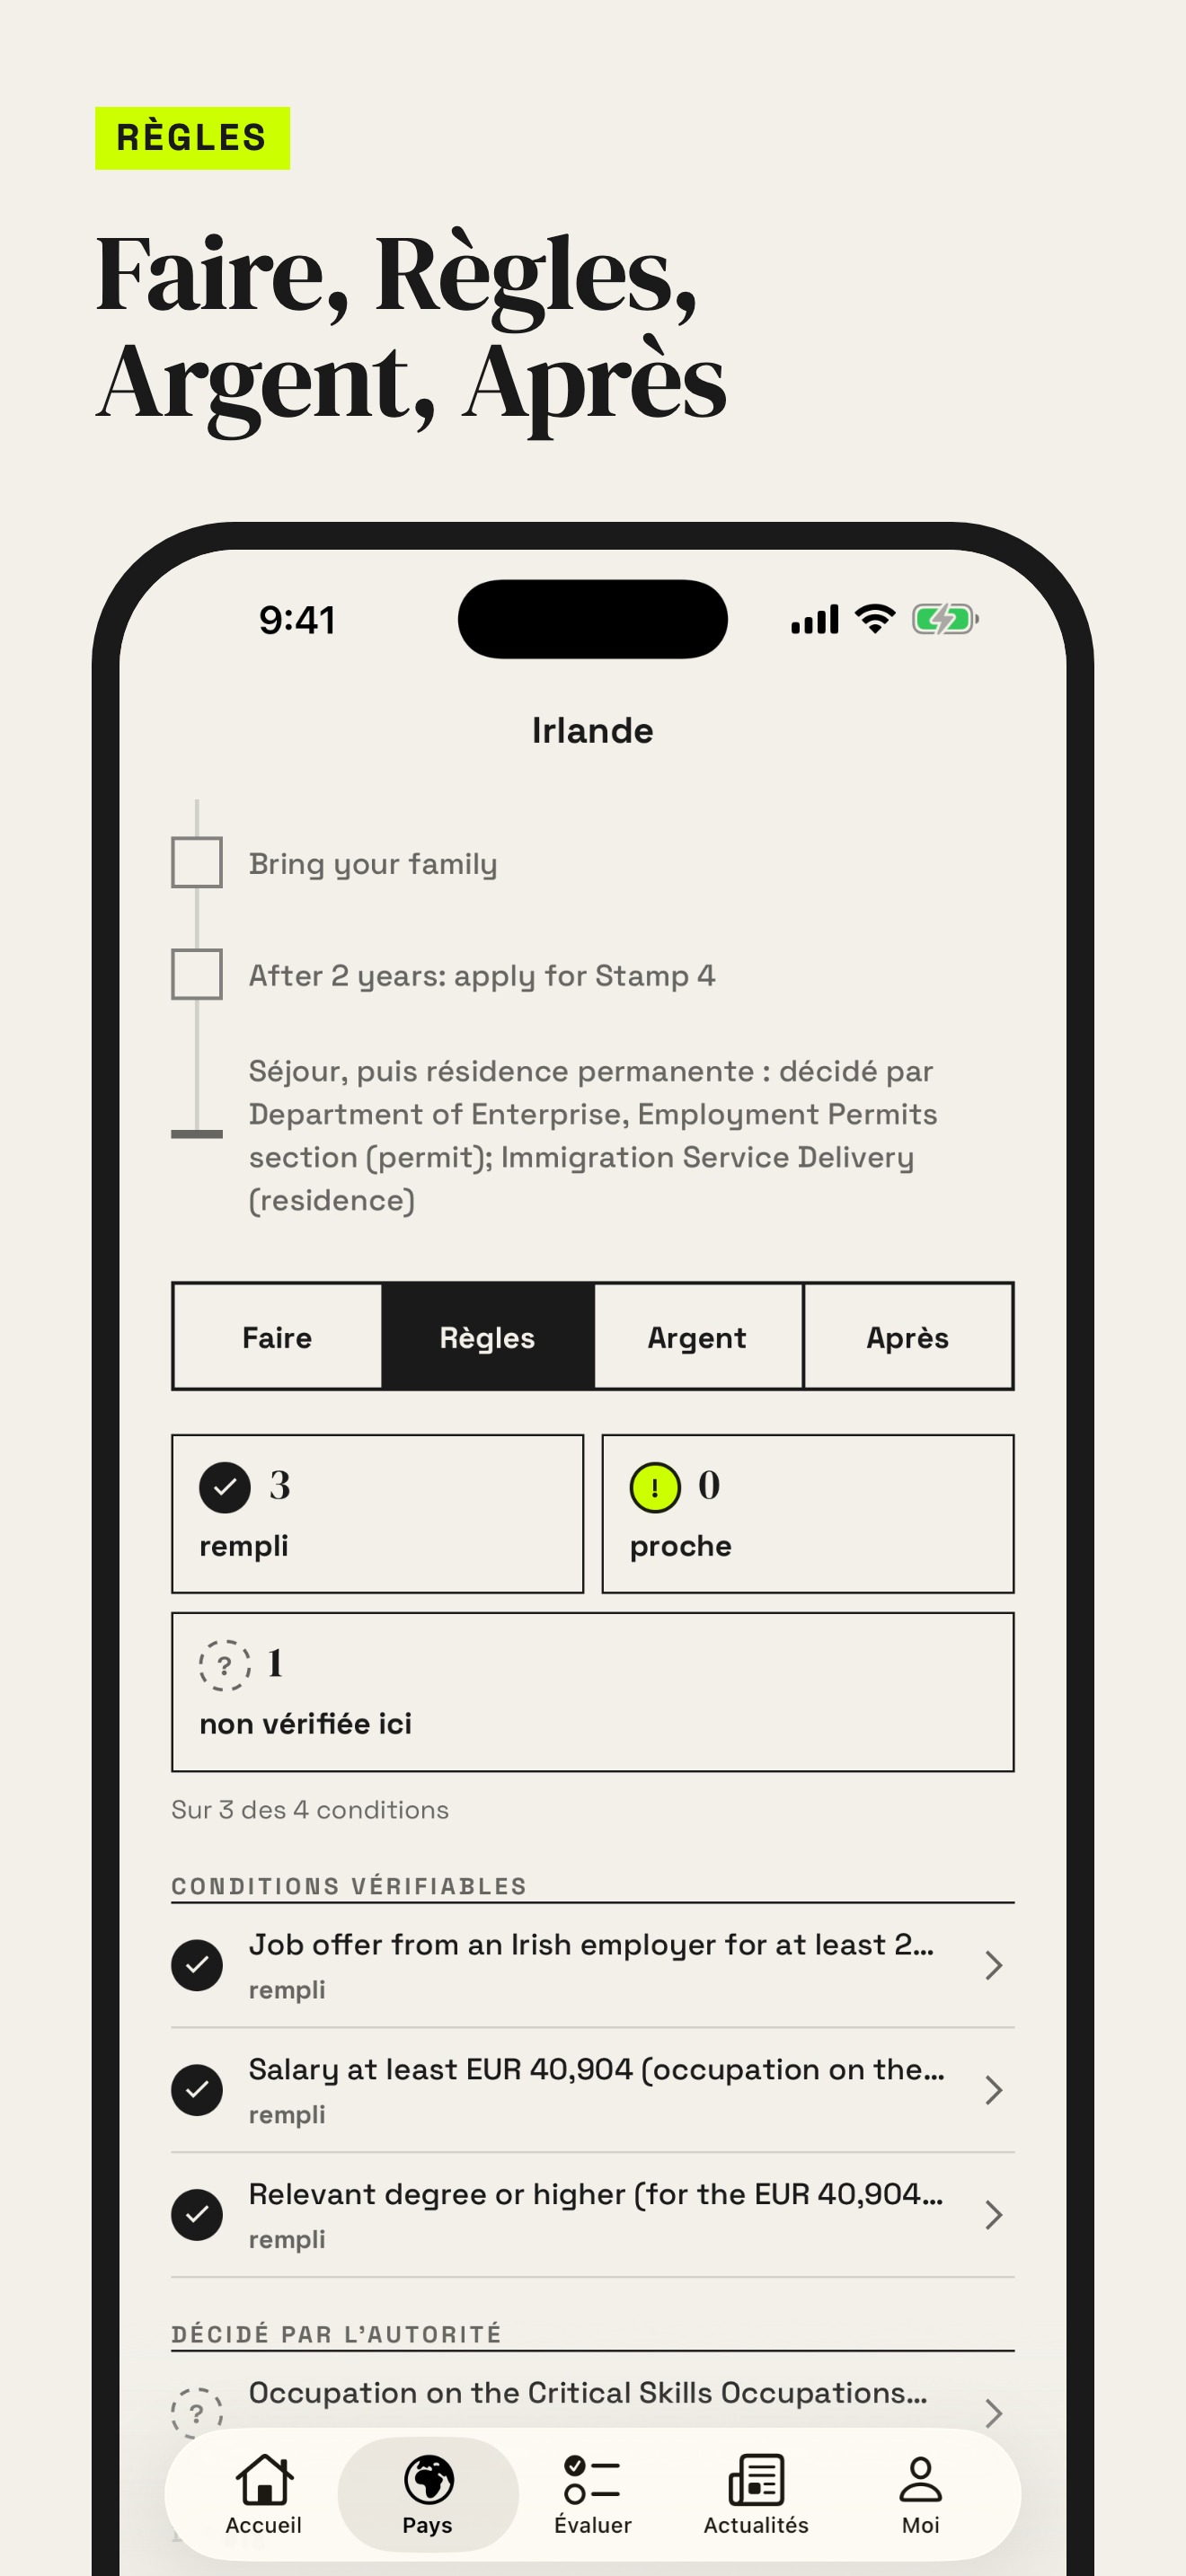 RÈGLES
Faire, Règles,
Argent, Après
9:41
Irlande
Bring your family
After 2 years: apply for Stamp 4
Séjour, puis résidence permanente : décidé par
Department of Enterprise, Employment Permits
section (permit); Immigration Service Delivery
(residence)
Faire
Règles
Argent
Après
3
rempli
! 0
proche
? 1
non vérifiée ici
Sur 3 des 4 conditions
CONDITIONS VÉRIFIABLES
Job offer from an Irish employer for at least 2...
rempli
Salary at least EUR 40,904 (occupation on the...
rempli
Relevant degree or higher (for the EUR 40,904...
rempli
DÉCIDÉ PAR L'AUTORITÉ
? Occupation on the Critical Skills Occupations...
Accueil
Pays
Évaluer
Actualités
Moi